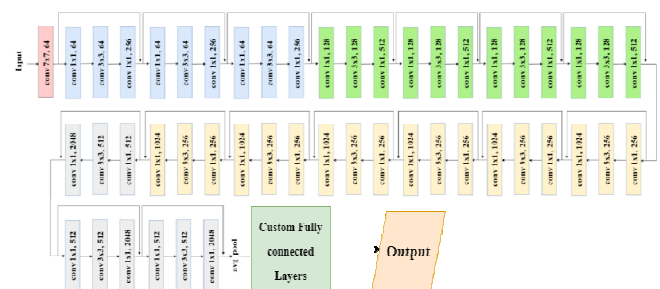 Input
conv 7x7, 64
conv 1x1, 64
conv 3x3, 64
conv 1x1, 256
conv 1x1, 64
conv 3x3, 64
conv 1x1, 256
conv 1x1, 64
conv 3x3, 64
conv 1x1, 256
conv 1x1, 128
conv 3x3, 128
conv 1x1, 512
conv 1x1, 128
conv 3x3, 128
conv 1x1, 512
conv 1x1, 128
conv 3x3, 128
conv 1x1, 512
conv 1x1, 128
conv 3x3, 128
conv 1x1, 512
conv 1x1, 2048
conv 3x3, 512
conv 1x1, 512
conv 1x1, 1024
conv 3x3, 256
conv 1x1, 256
conv 1x1, 1024
conv 3x3, 256
conv 1x1, 256
conv 1x1, 1024
conv 3x3, 256
conv 1x1, 256
conv 1x1, 1024
conv 3x3, 256
conv 1x1, 256
conv 1x1, 1024
conv 3x3, 256
conv 1x1, 256
conv 1x1, 1024
conv 3x3, 256
conv 1x1, 256
conv 1x1, 512
conv 3x3, 512
conv 1x1, 2048
conv 1x1, 512
conv 3x3, 512
conv 1x1, 2048
avg pool
Custom Fully
connected
Layers
Output